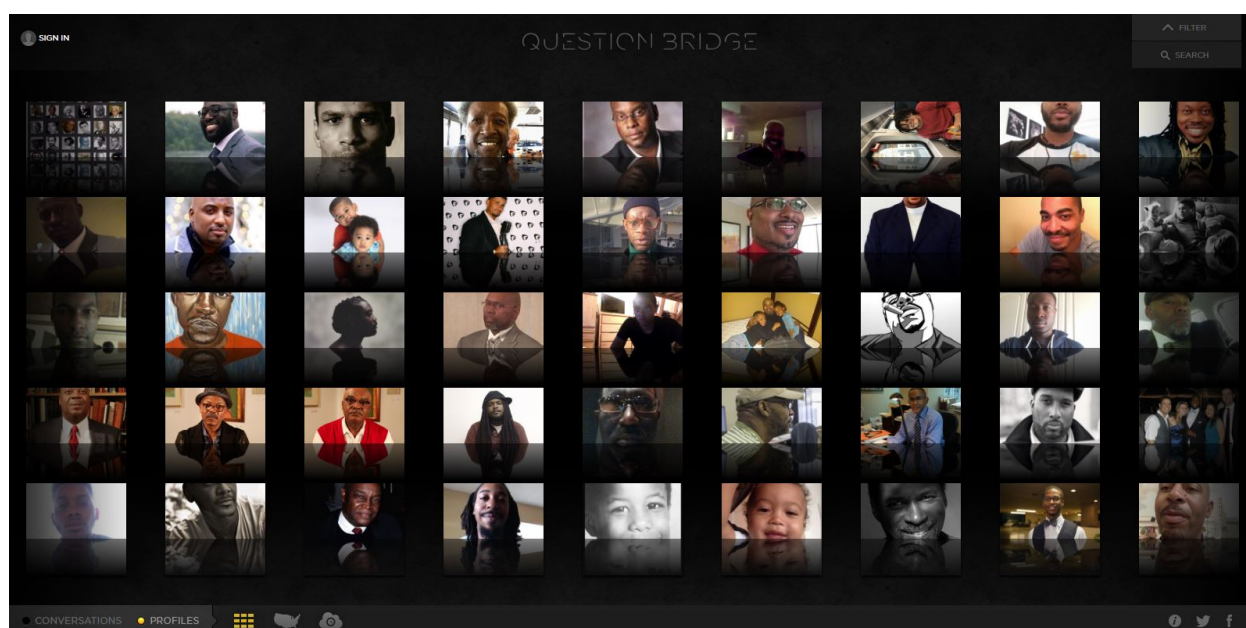 SIGN IN
QUESTION BRIDGE
FILTER
SEARCH
CONVERSATIONS
PROFILES